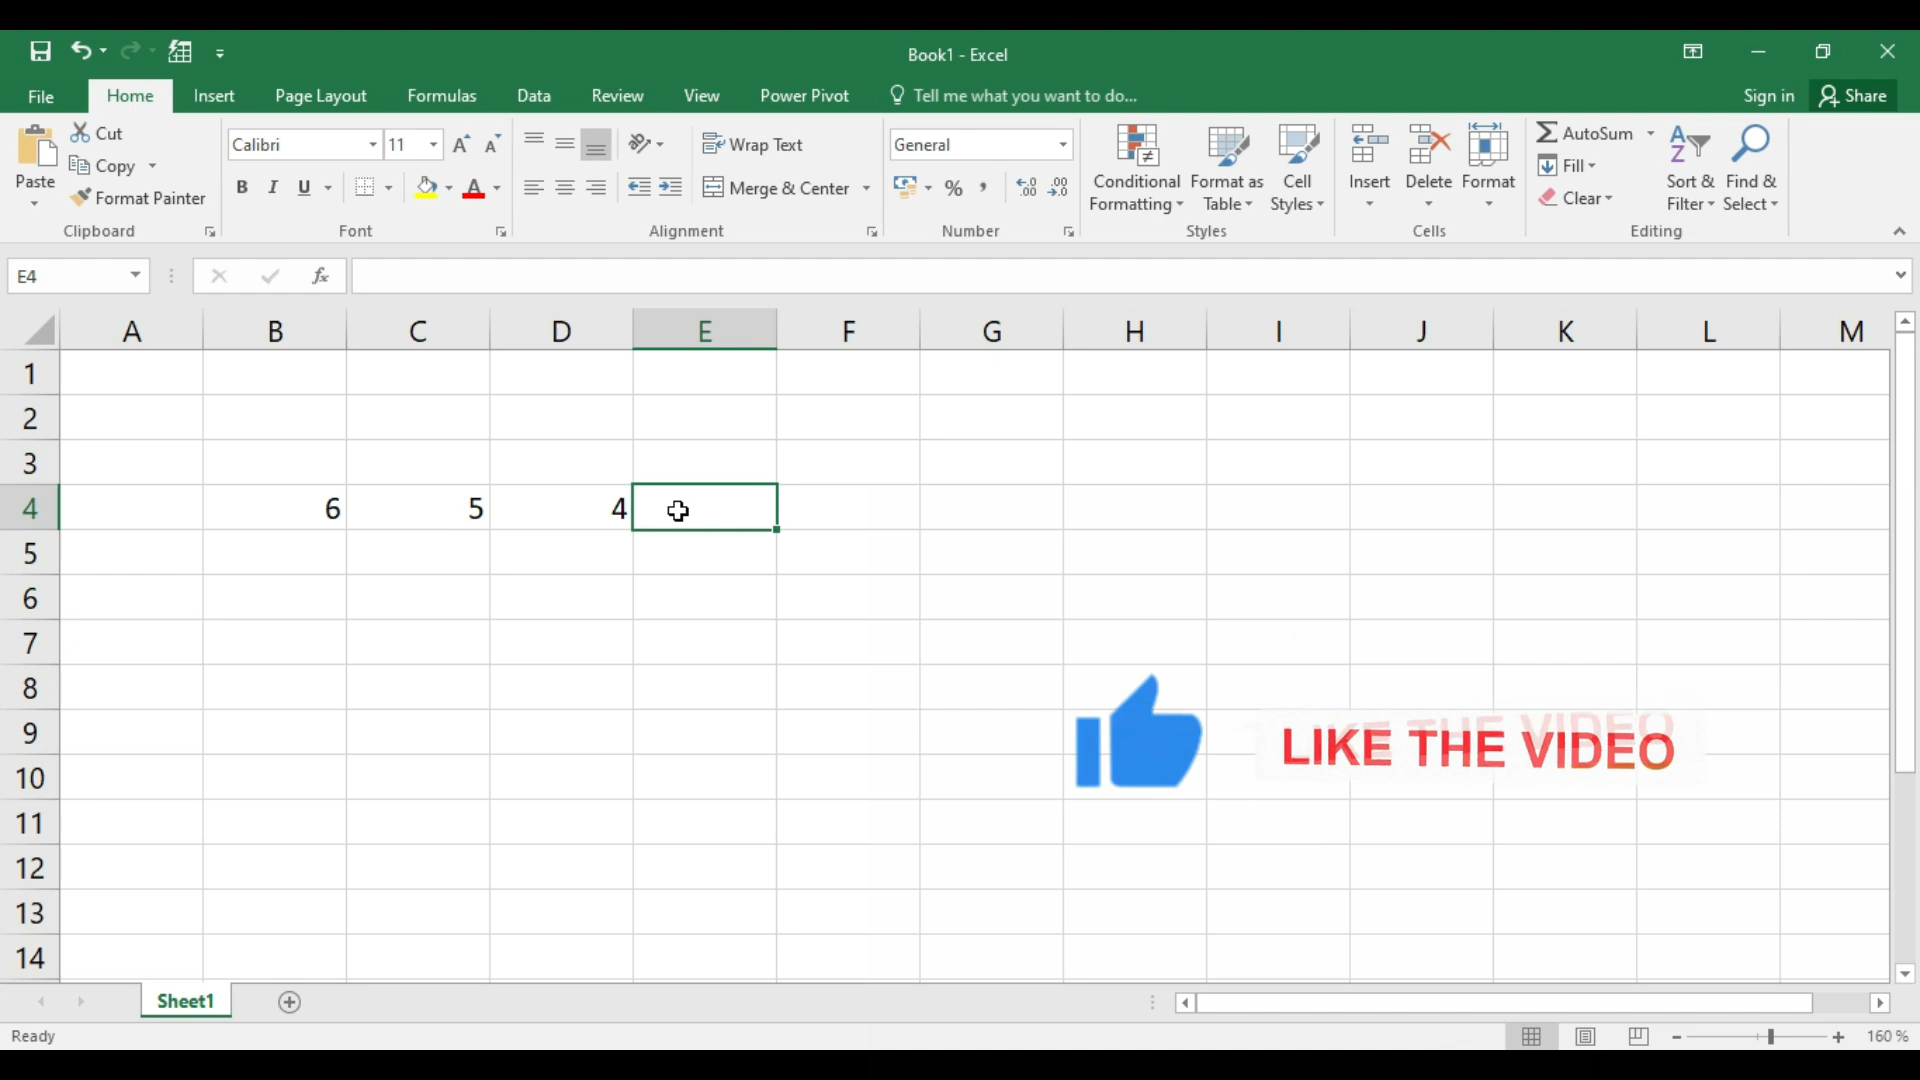 Book1 - Excel
File Home Insert Page Layout Formulas Data Review View Power Pivot Tell me what you want to do... Sign in Share
Paste Cut Copy Format Painter Clipboard
Calibri 11 B I U A Font
Wrap Text Merge & Center Alignment
General % , Number
Conditional Formatting Format as Table Cell Styles Styles
Insert Delete Format Cells
AutoSum Fill Clear Sort & Filter Find & Select Editing
E4 fx
A B C D E F G H I J K L M
1
2
3
4 6 5 4
5
6
7
8
9
LIKE THE VIDEO
10
11
12
13
14
Sheet1
Ready 160 %